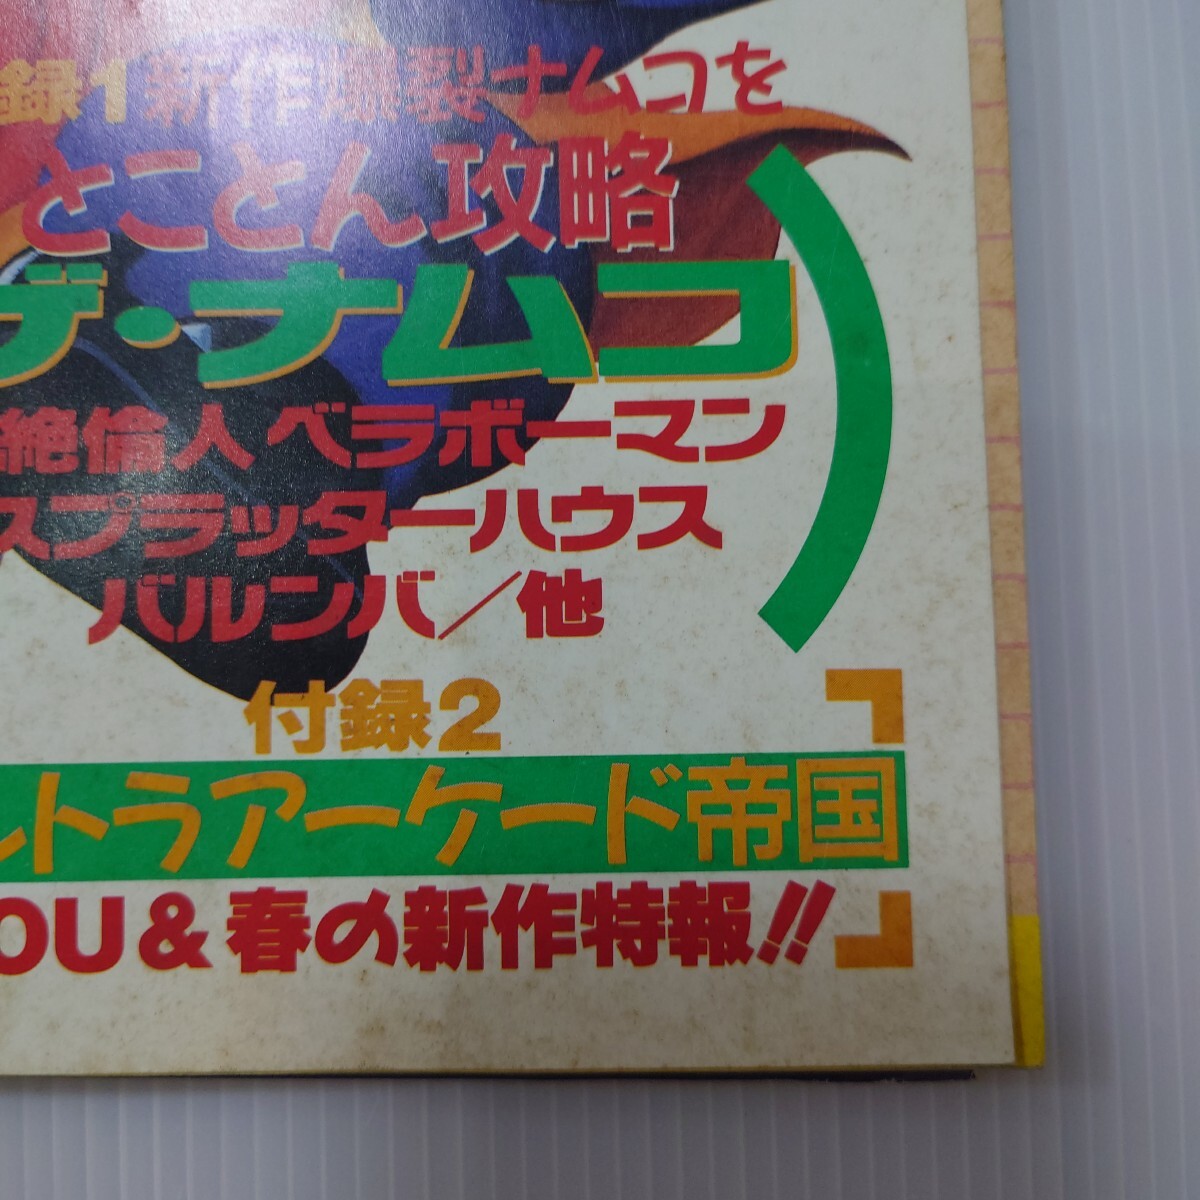 録1新作爆裂ナムコを
とことん攻略
ザ・ナムコ
絶倫人ベラボーマン
スプラッターハウス
バルンバ／他
付録2
ルトラアーケード帝国
OU&春の新作特報!!